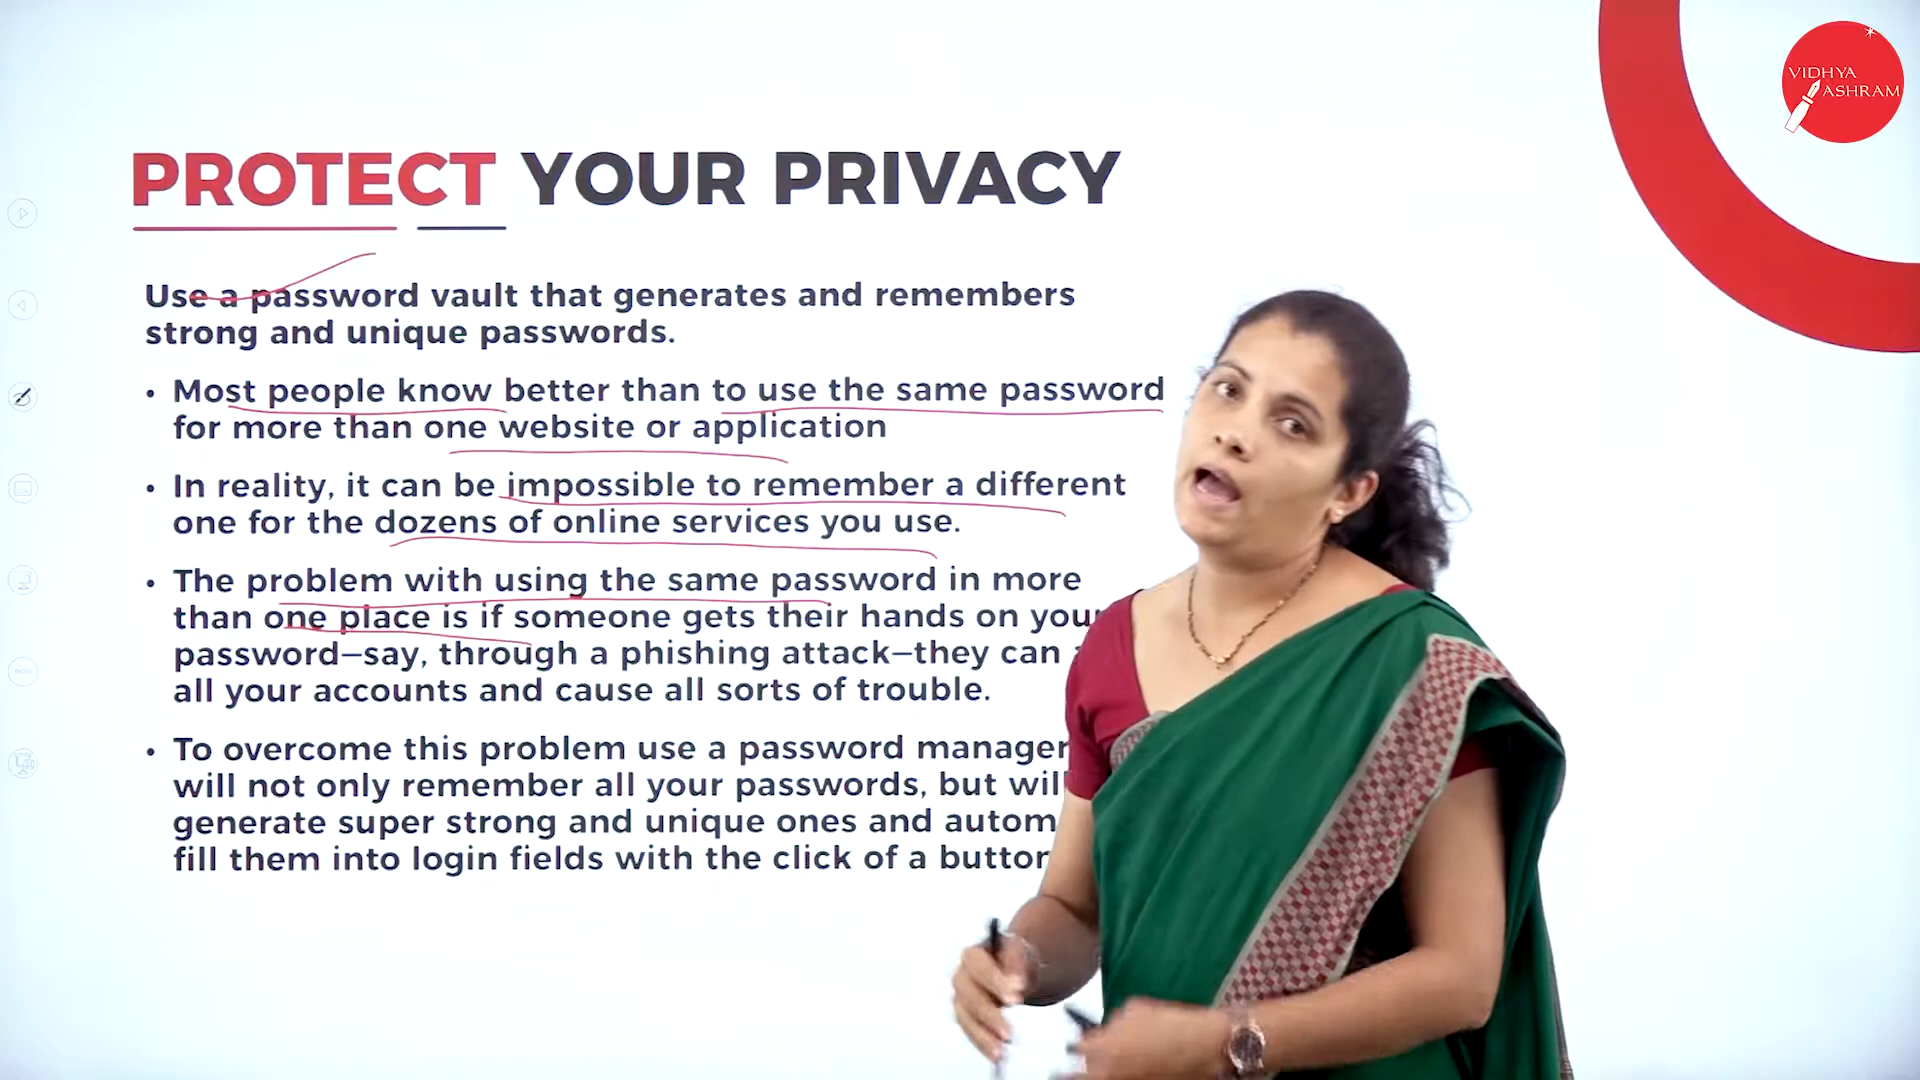 VIDHYA
ASHRAM
PROTECT YOUR PRIVACY
Use a password vault that generates and remembers
strong and unique passwords.
• Most people know better than to use the same password
for more than one website or application
• In reality, it can be impossible to remember a different
one for the dozens of online services you use.
• The problem with using the same password in more
than one place is if someone gets their hands on your
password—say, through a phishing attack—they can
all your accounts and cause all sorts of trouble.
• To overcome this problem use a password manager
will not only remember all your passwords, but will
generate super strong and unique ones and
fill them into login fields with the click of a button